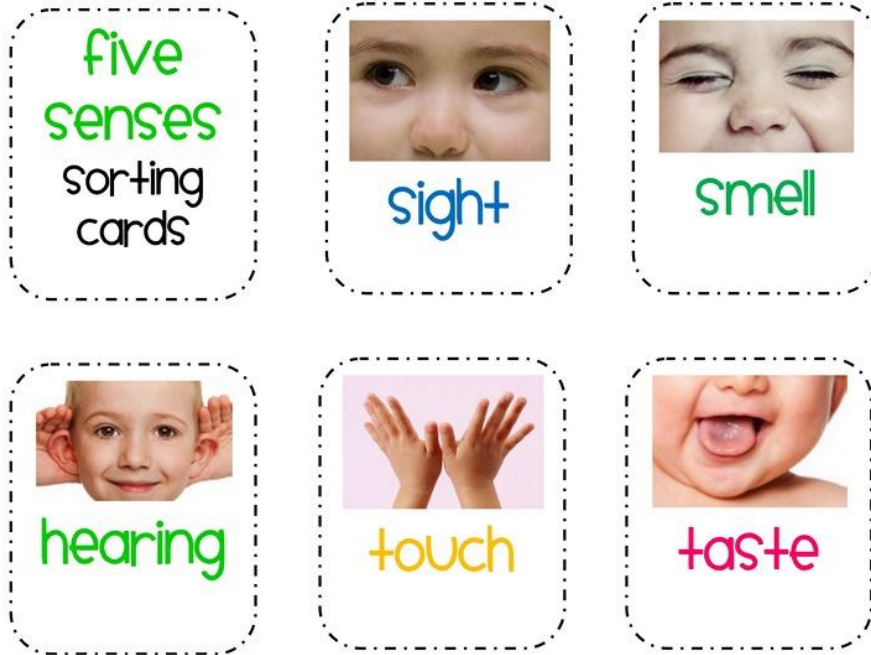 five
senses
sorting
cards
sight
smell
hearing
touch
taste